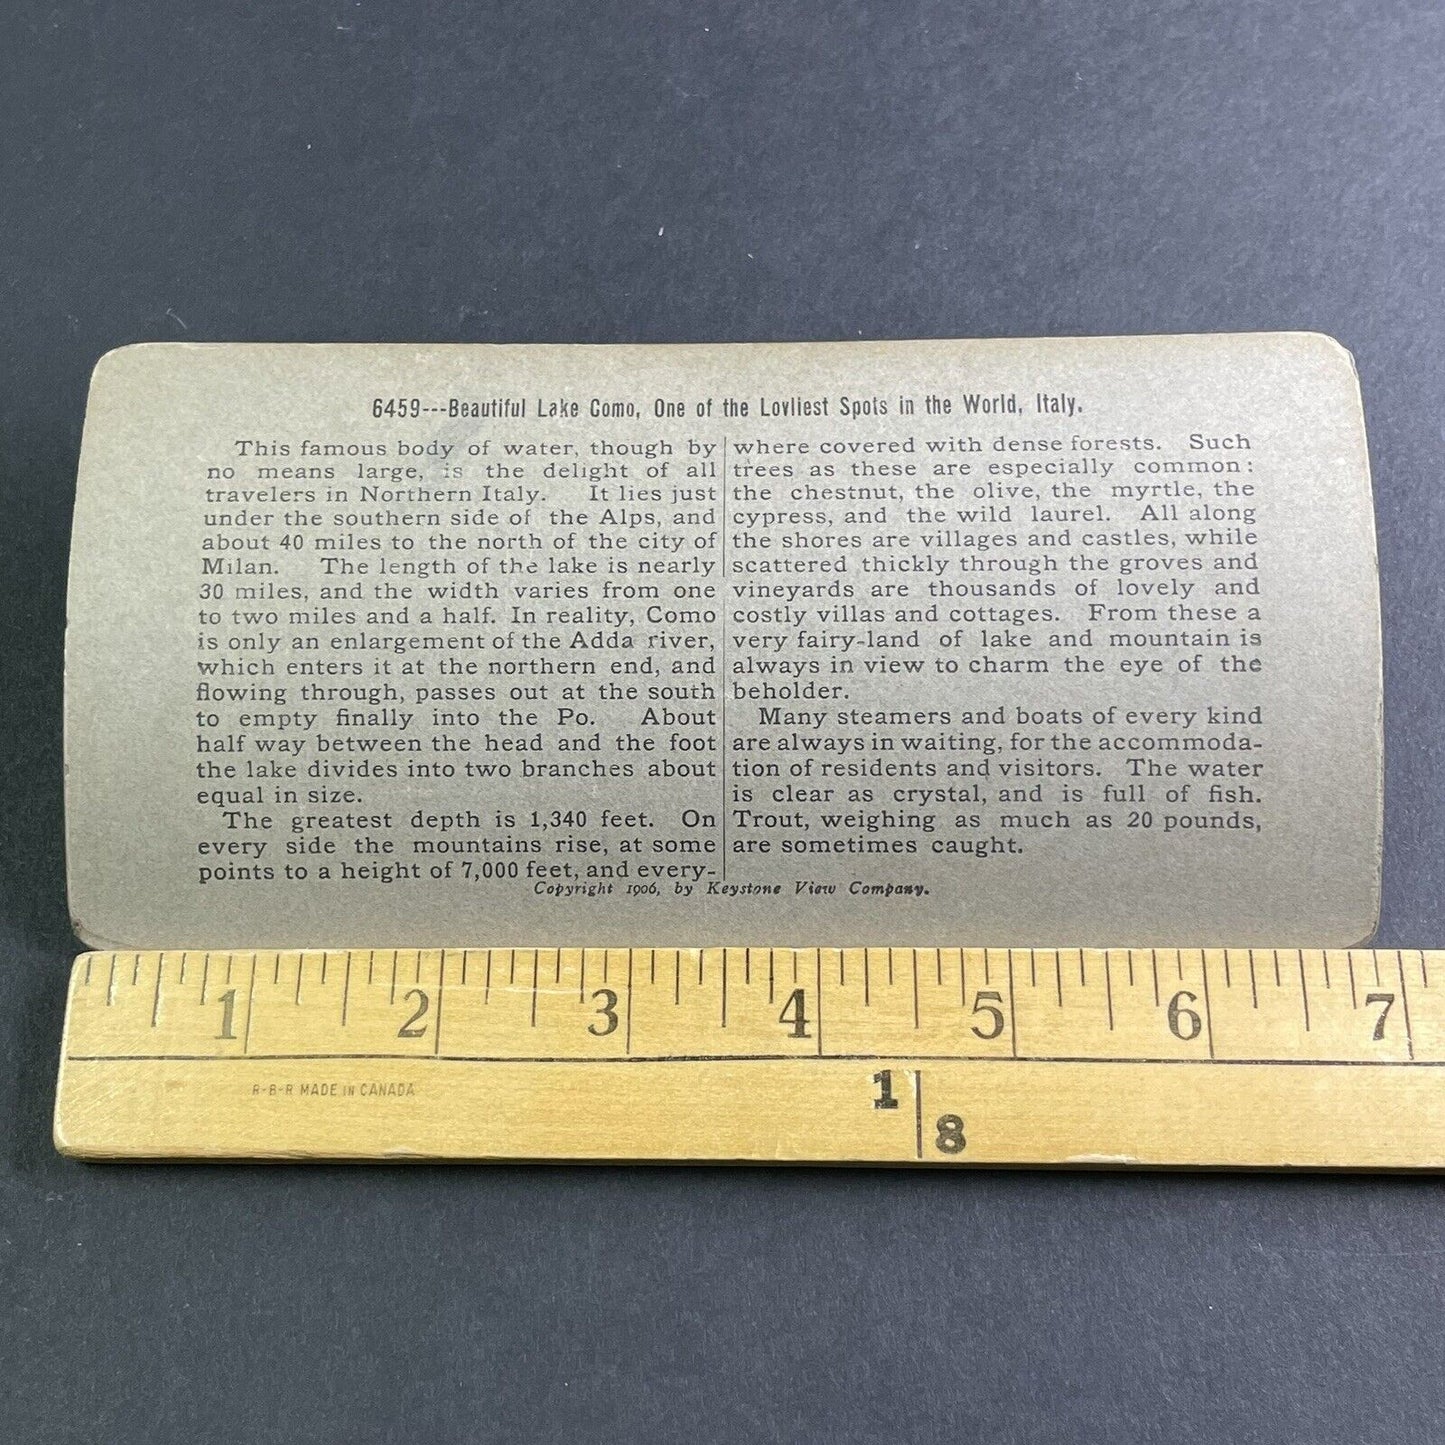 6459---Beautiful Lake Como, One of the Lovliest Spots in the World, Italy.
This famous body of water, though by
no means large, is the delight of all
travelers in Northern Italy. It lies just
under the southern side of the Alps, and
about 40 miles to the north of the city of
Milan. The length of the lake is nearly
30 miles, and the width varies from one
to two miles and a half. In reality, Como
is only an enlargement of the Adda river,
which enters it at the northern end, and
flowing through, passes out at the south
to empty finally into the Po. About
half way between the head and the foot
the lake divides into two branches about
equal in size.
The greatest depth is 1,340 feet. On
every side the mountains rise, at some
points to a height of 7,000 feet, and every-
where covered with dense forests. Such
trees as these are especially common:
the chestnut, the olive, the myrtle, the
cypress, and the wild laurel. All along
the shores are villages and castles, while
scattered thickly through the groves and
vineyards are thousands of lovely and
costly villas and cottages. From these a
very fairy-land of lake and mountain is
always in view to charm the eye of the
beholder.
Many steamers and boats of every kind
are always in waiting, for the accommoda-
tion of residents and visitors. The water
is clear as crystal, and is full of fish.
Trout, weighing as much as 20 pounds,
are sometimes caught.
Copyright 1906, by Keystone View Company.
1 2 3 4 5 6 7
R-B-R MADE IN CANADA
1
8